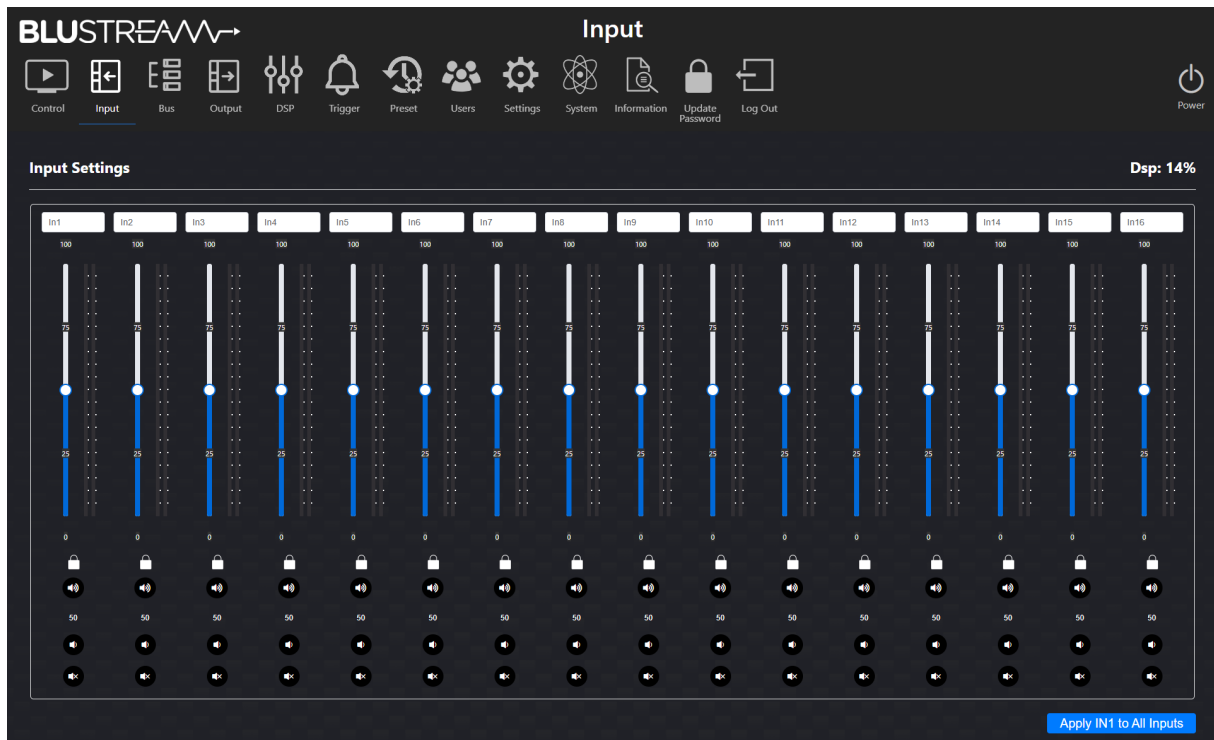 BLUSTREAM
Input
Control Input Bus Output DSP Trigger Preset Users Settings System Information Update Password Log Out Power
Input Settings Dsp: 14%
In1 In2 In3 In4 In5 In6 In7 In8 In9 In10 In11 In12 In13 In14 In15 In16
100 100 100 100 100 100 100 100 100 100 100 100 100 100 100 100
75 75 75 75 75 75 75 75 75 75 75 75 75 75 75 75
25 25 25 25 25 25 25 25 25 25 25 25 25 25 25 25
0 0 0 0 0 0 0 0 0 0 0 0 0 0 0 0
50 50 50 50 50 50 50 50 50 50 50 50 50 50 50 50
Apply IN1 to All Inputs